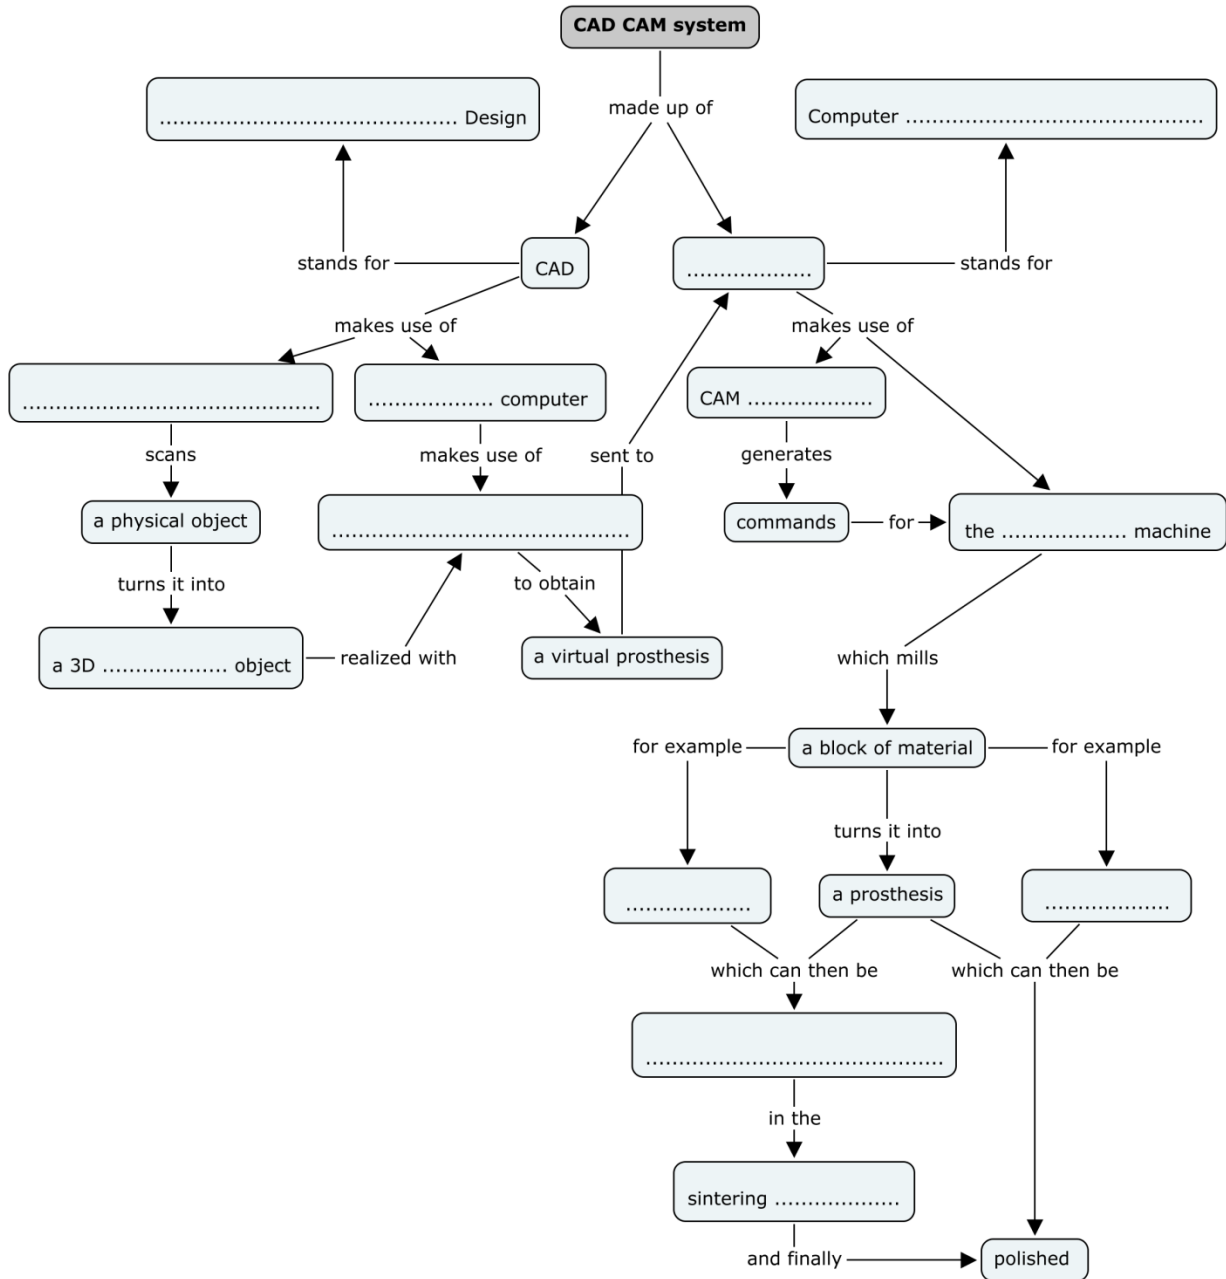 CAD CAM system
made up of
............................................. Design
Computer .............................................
stands for
CAD
...................
stands for
makes use of
makes use of
.............................................
................... computer
CAM ...................
scans
makes use of
sent to
generates
a physical object
.............................................
commands
for
the ................... machine
turns it into
to obtain
a 3D ................... object
realized with
a virtual prosthesis
which mills
for example
a block of material
for example
turns it into
...................
a prosthesis
...................
which can then be
which can then be
.............................................
in the
sintering ...................
and finally
polished